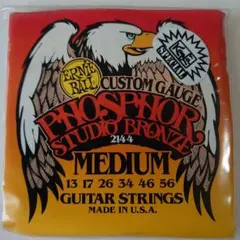 ERNIE
BALL
CUSTOM GAUGE
PHOSPHOR
STUDIO BRONZE
2144
MEDIUM
13 17 26 34 46 56
GUITAR STRINGS
MADE IN U.S.A.